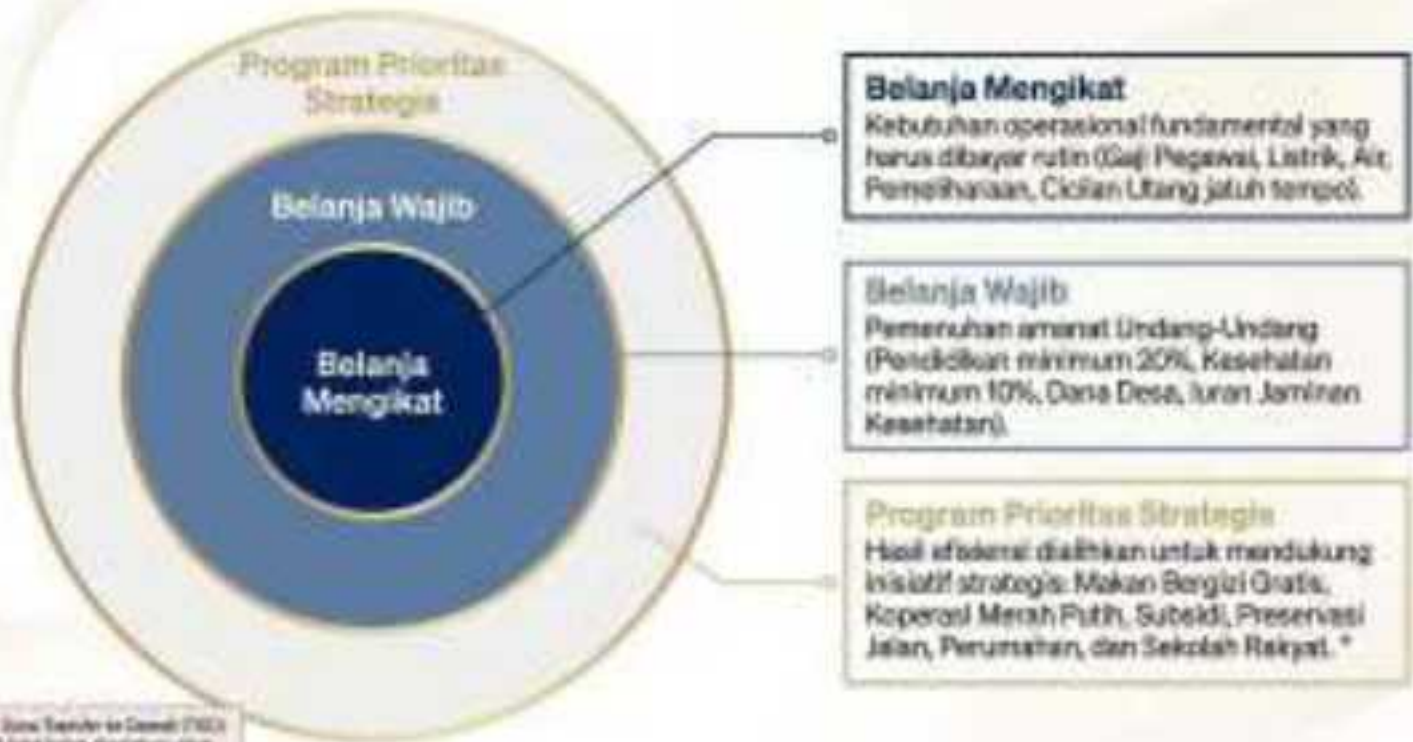 Program Prioritas
Strategis
Belanja Wajib
Belanja
Mengikat
Belanja Mengikat
Kebutuhan operasional fundamental yang
harus dibayar rutin (Gaji Pegawai, Listrik, Air,
Pemeliharaan, Cicilan Utang jatuh tempo).
Belanja Wajib
Pemenuhan amanat Undang-Undang
(Pendidikan minimum 20%, Kesehatan
minimum 10%, Dana Desa, Iuran Jaminan
Kesehatan).
Program Prioritas Strategis
Hasil efisiensi dialihkan untuk mendukung
inisiatif strategis: Makan Bergizi Gratis,
Koperasi Merah Putih, Subsidi, Preservasi
Jalan, Perumahan, dan Sekolah Rakyat. *